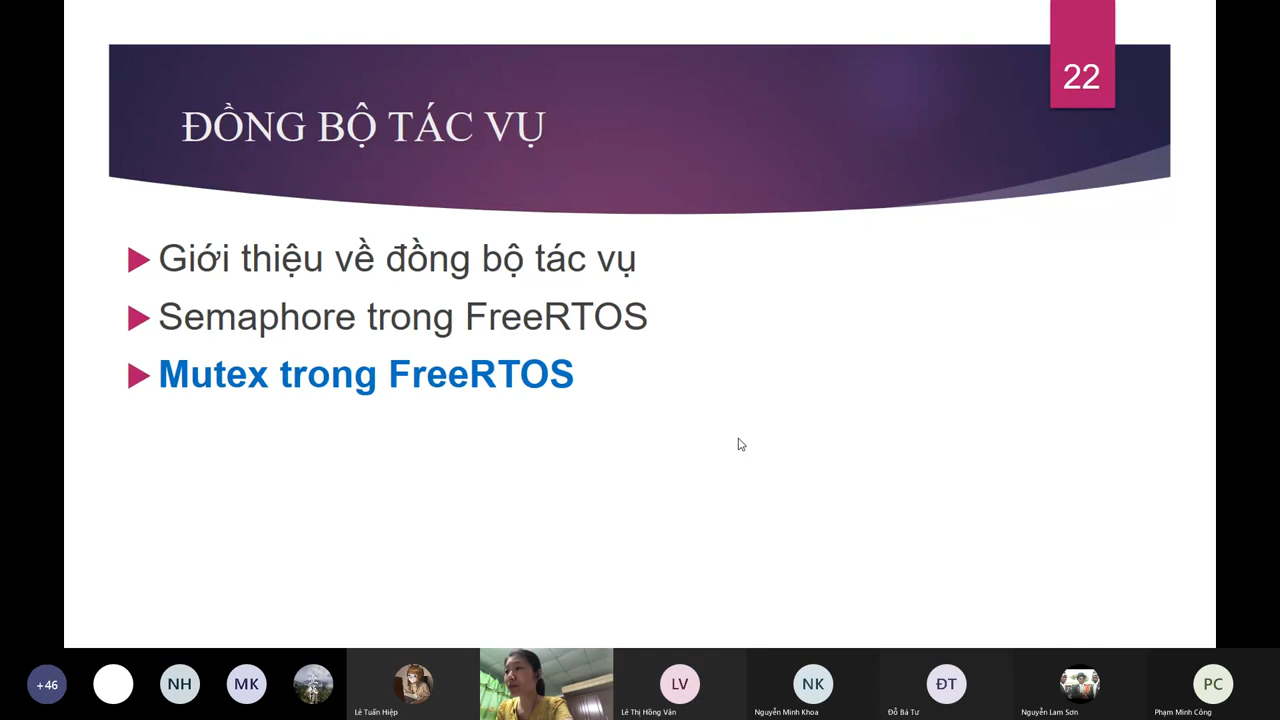 22
ĐỒNG BỘ TÁC VỤ
Giới thiệu về đồng bộ tác vụ
Semaphore trong FreeRTOS
Mutex trong FreeRTOS
+46
NH
MK
LV
NK
ĐT
PC
Lê Tuấn Hiệp
Lê Thị Hồng Vân
Nguyễn Minh Khoa
Đỗ Bá Tư
Nguyễn Lam Sơn
Phạm Minh Công